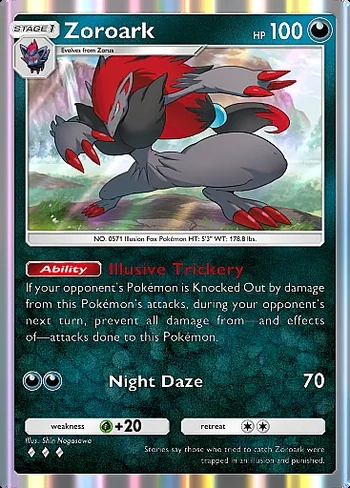 STAGE 1
Zoroark
HP 100
Evolves from Zorua
NO. 0571 Illusion Fox Pokémon HT: 5'3" WT: 178.8 lbs.
Ability Illusive Trickery
If your opponent's Pokémon is Knocked Out by damage
from this Pokémon's attacks, during your opponent's
next turn, prevent all damage from—and effects
of—attacks done to this Pokémon.
Night Daze 70
weakness +20 retreat
Illus. Shin Nagasawa
Stories say those who tried to catch Zoroark were
trapped in an illusion and punished.